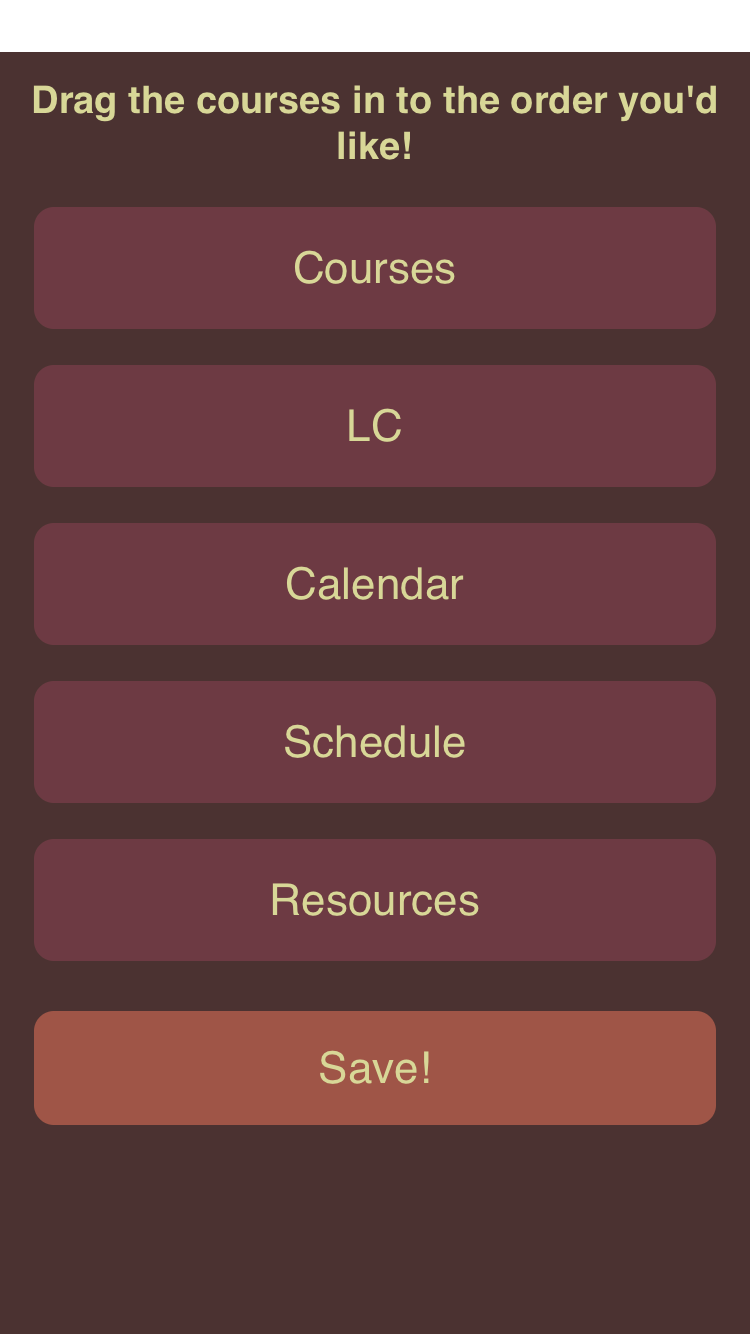 Drag the courses in to the order you'd
like!
Courses
LC
Calendar
Schedule
Resources
Save!